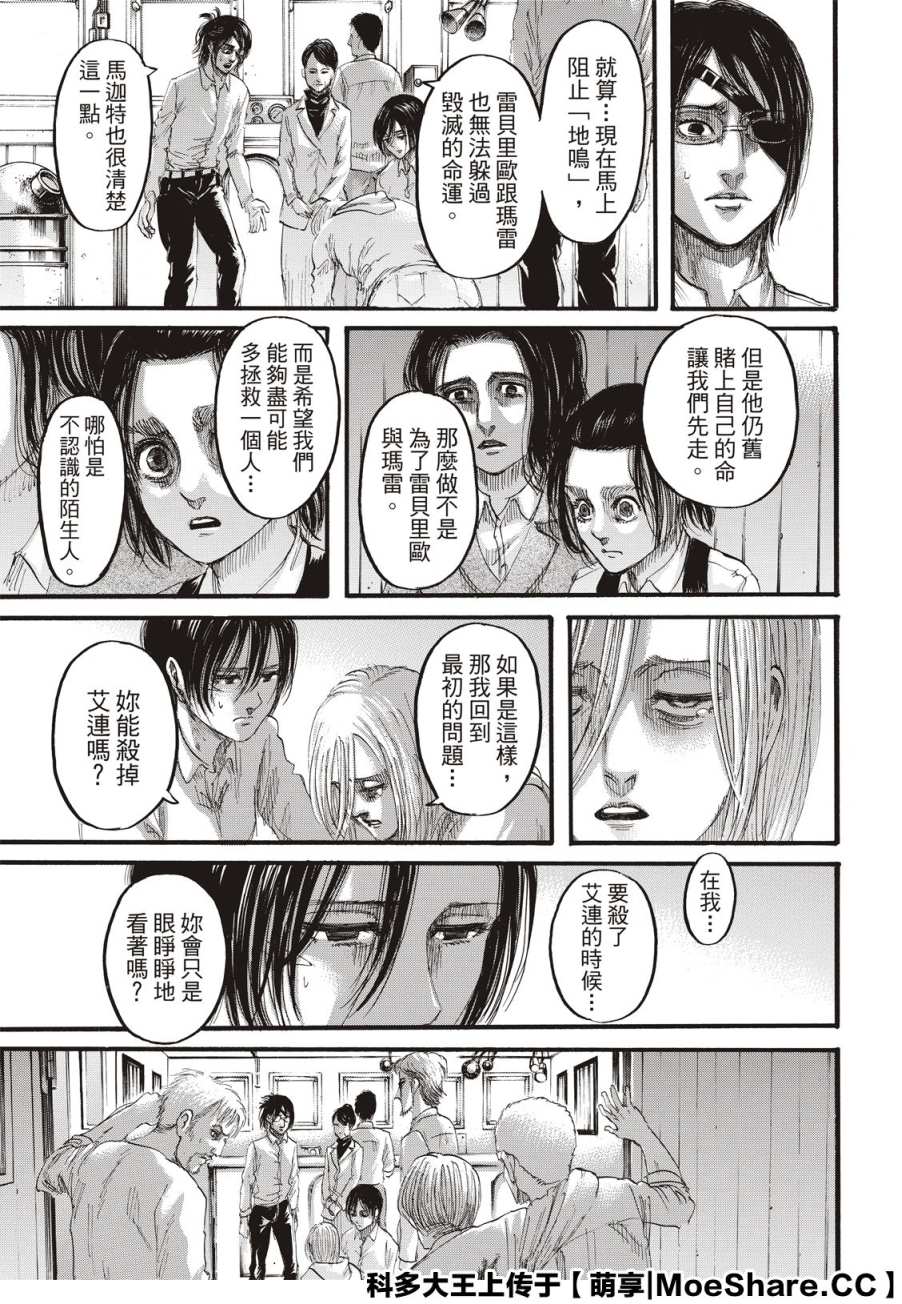 就算…現在馬上
阻止「地鳴」，
雷貝里歐跟瑪雷
也無法躲過
毀滅的命運。
馬迦特也很清楚
這一點。
但是他仍舊
賭上自己的命
讓我們先走。
那麼做不是
為了雷貝里歐
與瑪雷。
而是希望我們
能夠盡可能
多拯救一個人…
哪怕是
不認識的陌生人。
如果是這樣，
那我回到
最初的問題…
妳能殺掉
艾連嗎？
在我…
要殺了
艾連的時候…
妳會只是
眼睜睜地
看著嗎？
科多大王上传于【萌享|MoeShare.CC】